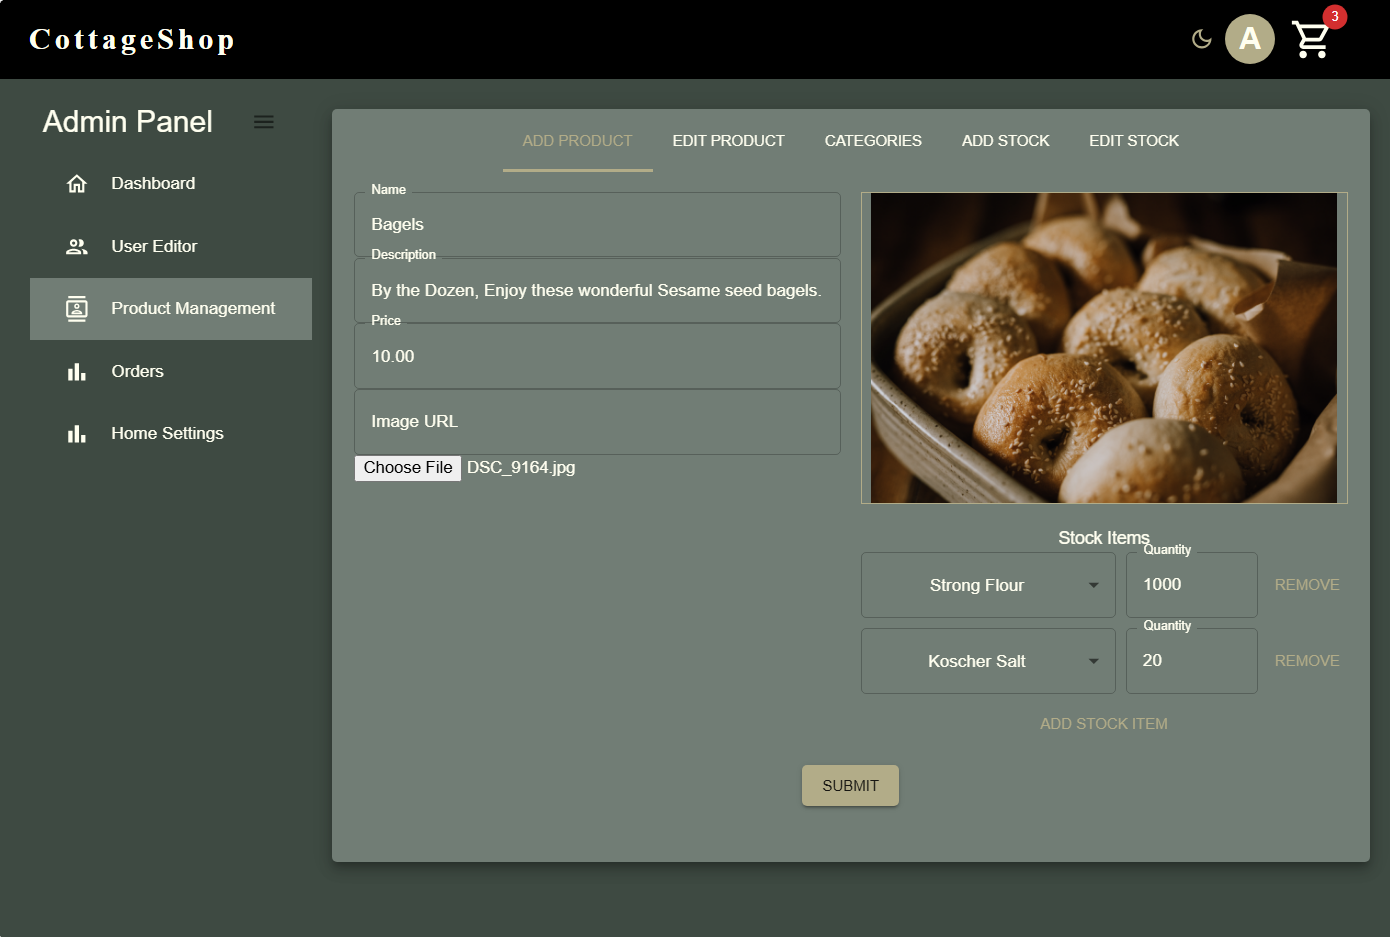 CottageShop
A
3
Admin Panel
Dashboard
User Editor
Product Management
Orders
Home Settings
ADD PRODUCT EDIT PRODUCT CATEGORIES ADD STOCK EDIT STOCK
Name
Bagels
Description
By the Dozen, Enjoy these wonderful Sesame seed bagels.
Price
10.00
Image URL
Choose File DSC_9164.jpg
Stock Items
Quantity
Strong Flour 1000 REMOVE
Quantity
Koscher Salt 20 REMOVE
ADD STOCK ITEM
SUBMIT